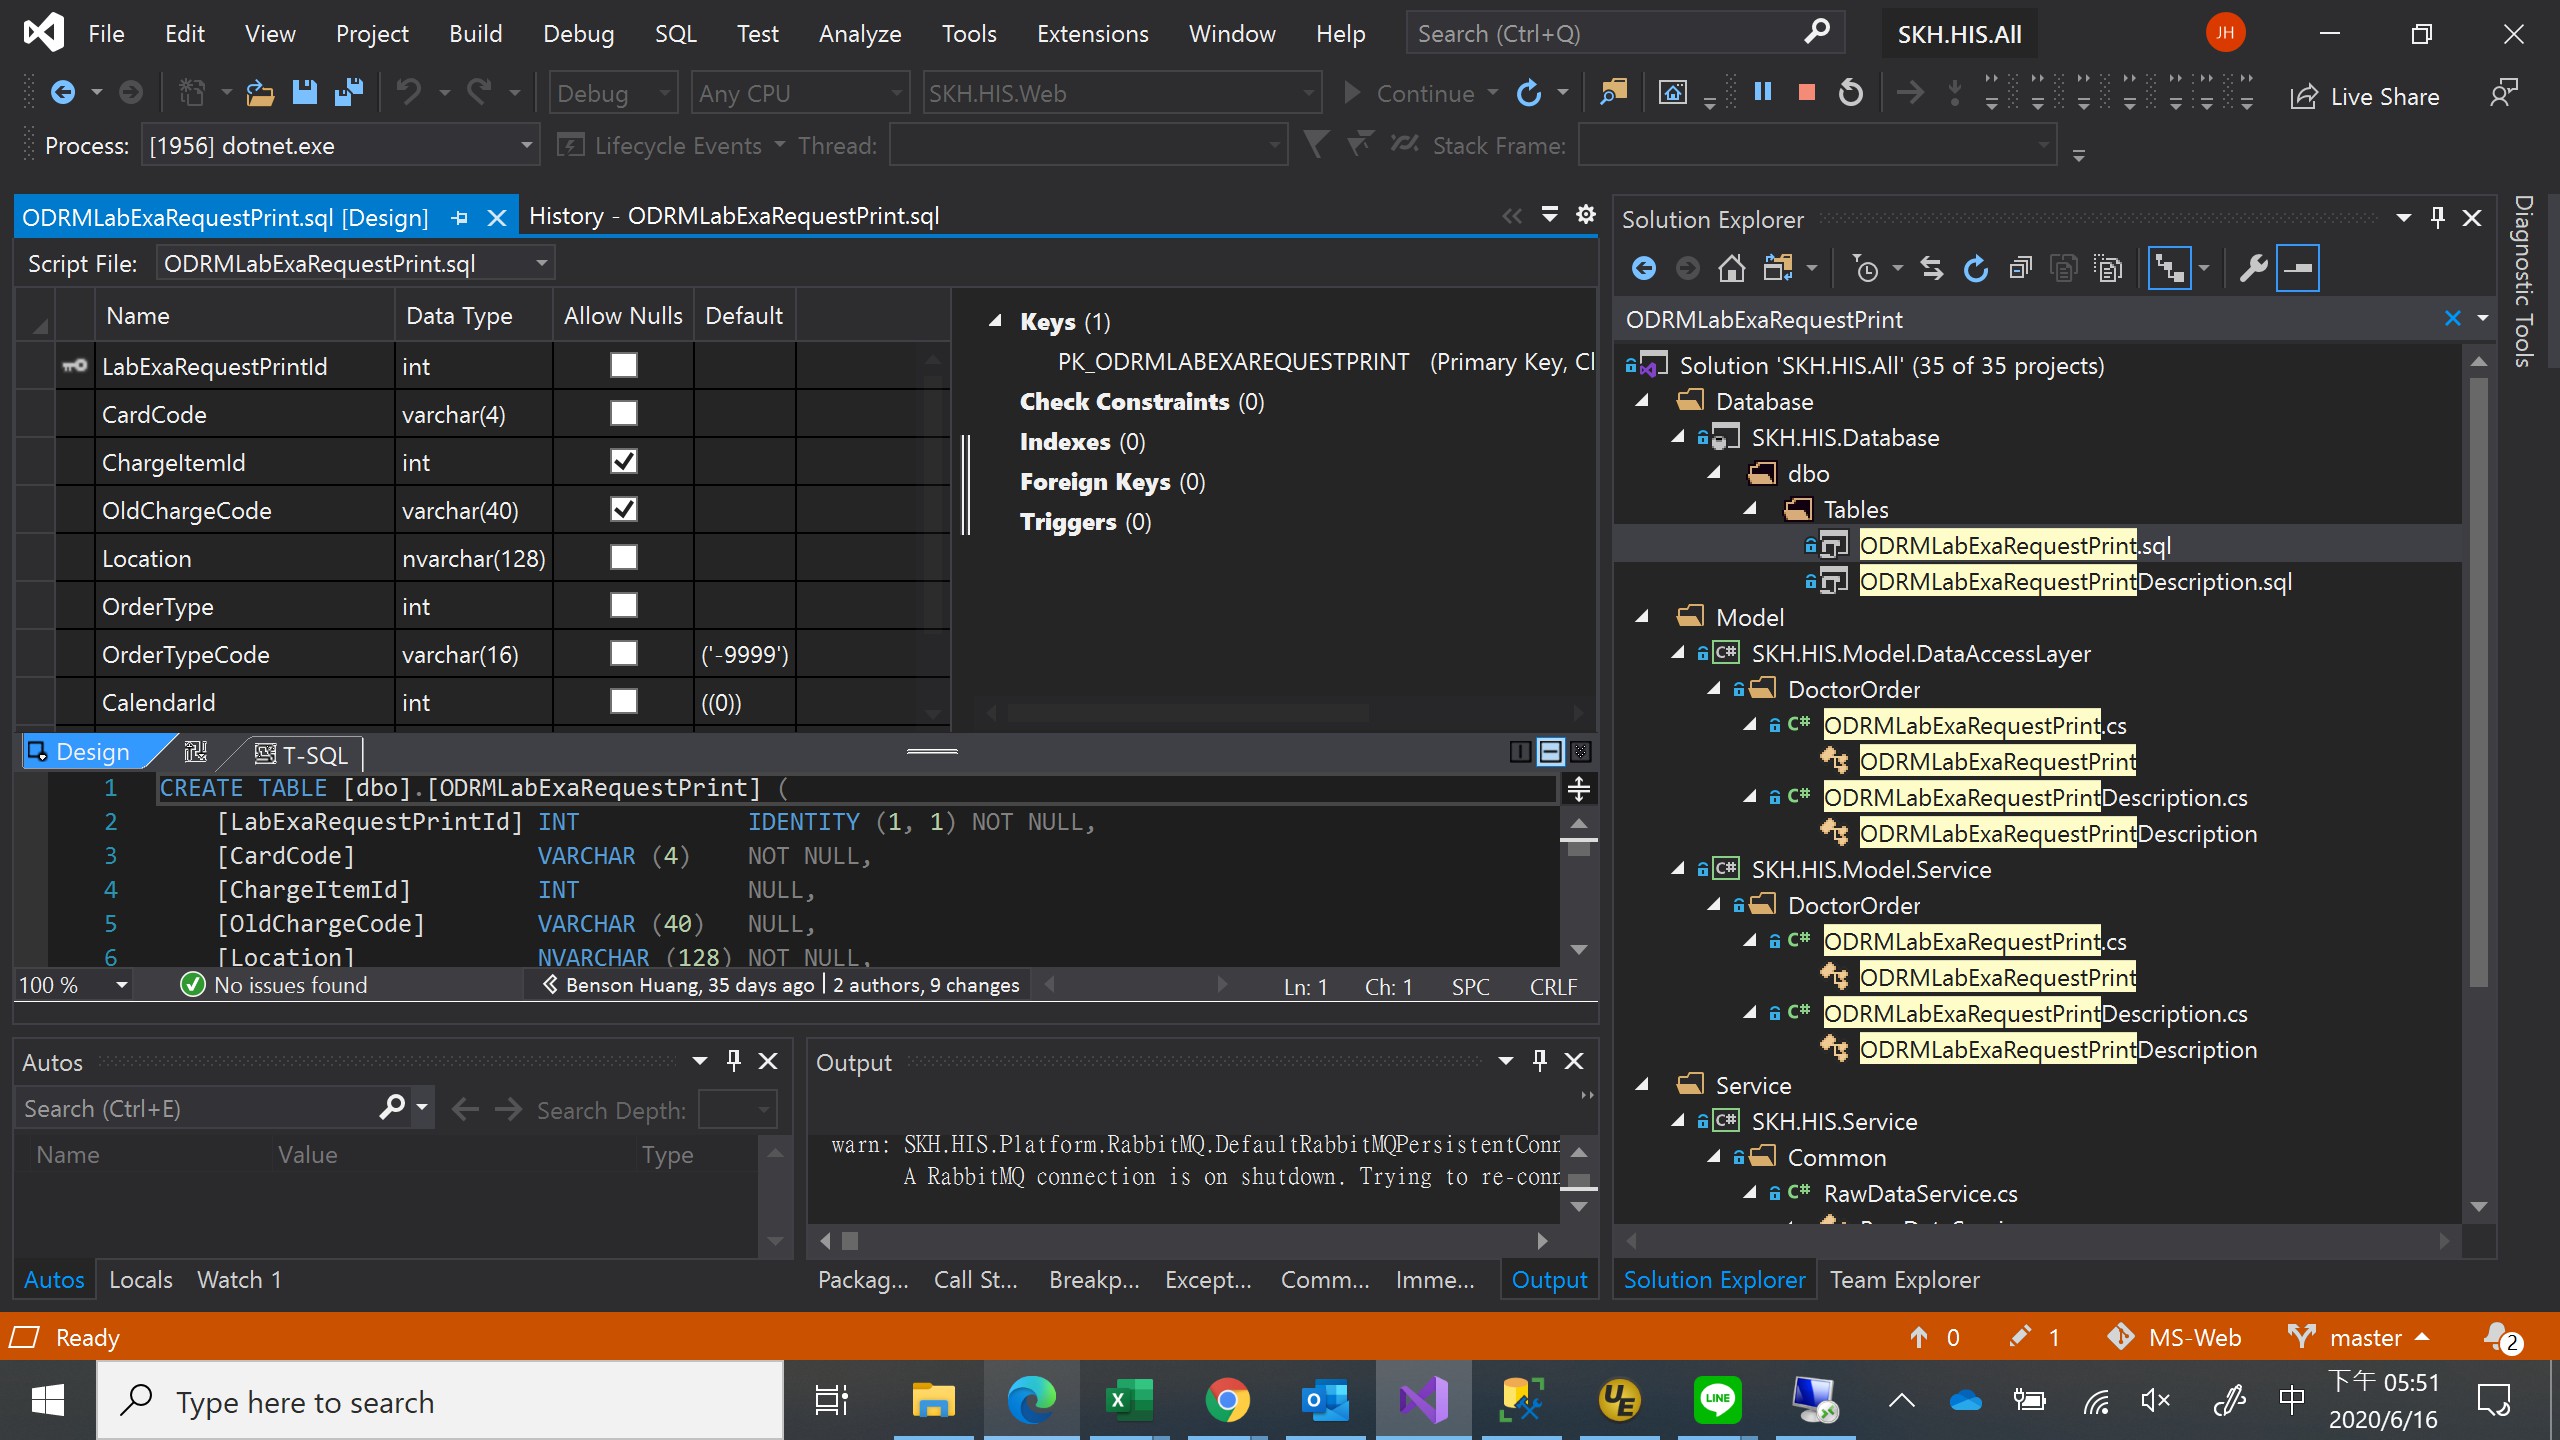 File Edit View Project Build Debug SQL Test Analyze Tools Extensions Window Help Search (Ctrl+Q) SKH.HIS.All JH
Debug Any CPU SKH.HIS.Web Continue Live Share
Process: [1956] dotnet.exe Lifecycle Events Thread: Stack Frame:
ODRMLabExaRequestPrint.sql [Design] History - ODRMLabExaRequestPrint.sql
Script File: ODRMLabExaRequestPrint.sql
Name Data Type Allow Nulls Default
LabExaRequestPrintId int
CardCode varchar(4)
ChargeItemId int
OldChargeCode varchar(40)
Location nvarchar(128)
OrderType int
OrderTypeCode varchar(16) ('-9999')
CalendarId int ((0))
Keys (1)
PK_ODRMLABEXAREQUESTPRINT (Primary Key, Cl
Check Constraints (0)
Indexes (0)
Foreign Keys (0)
Triggers (0)
Design T-SQL
1 CREATE TABLE [dbo].[ODRMLabExaRequestPrint] (
2 [LabExaRequestPrintId] INT IDENTITY (1, 1) NOT NULL,
3 [CardCode] VARCHAR (4) NOT NULL,
4 [ChargeItemId] INT NULL,
5 [OldChargeCode] VARCHAR (40) NULL,
6 [Location] NVARCHAR (128) NOT NULL,
100 % No issues found Benson Huang, 35 days ago | 2 authors, 9 changes Ln: 1 Ch: 1 SPC CRLF
Autos
Search (Ctrl+E) Search Depth:
Name Value Type
Autos Locals Watch 1
Output
warn: SKH.HIS.Platform.RabbitMQ.DefaultRabbitMQPersistentConn
A RabbitMQ connection is on shutdown. Trying to re-conn
Packag... Call St... Breakp... Except... Comm... Imme... Output
Solution Explorer
ODRMLabExaRequestPrint
Solution 'SKH.HIS.All' (35 of 35 projects)
Database
SKH.HIS.Database
dbo
Tables
ODRMLabExaRequestPrint.sql
ODRMLabExaRequestPrintDescription.sql
Model
SKH.HIS.Model.DataAccessLayer
DoctorOrder
C# ODRMLabExaRequestPrint.cs
ODRMLabExaRequestPrint
C# ODRMLabExaRequestPrintDescription.cs
ODRMLabExaRequestPrintDescription
SKH.HIS.Model.Service
DoctorOrder
C# ODRMLabExaRequestPrint.cs
ODRMLabExaRequestPrint
C# ODRMLabExaRequestPrintDescription.cs
ODRMLabExaRequestPrintDescription
Service
SKH.HIS.Service
Common
C# RawDataService.cs
Solution Explorer Team Explorer
Diagnostic Tools
Ready 0 1 MS-Web master 2
Type here to search LINE 中 下午 05:51
2020/6/16